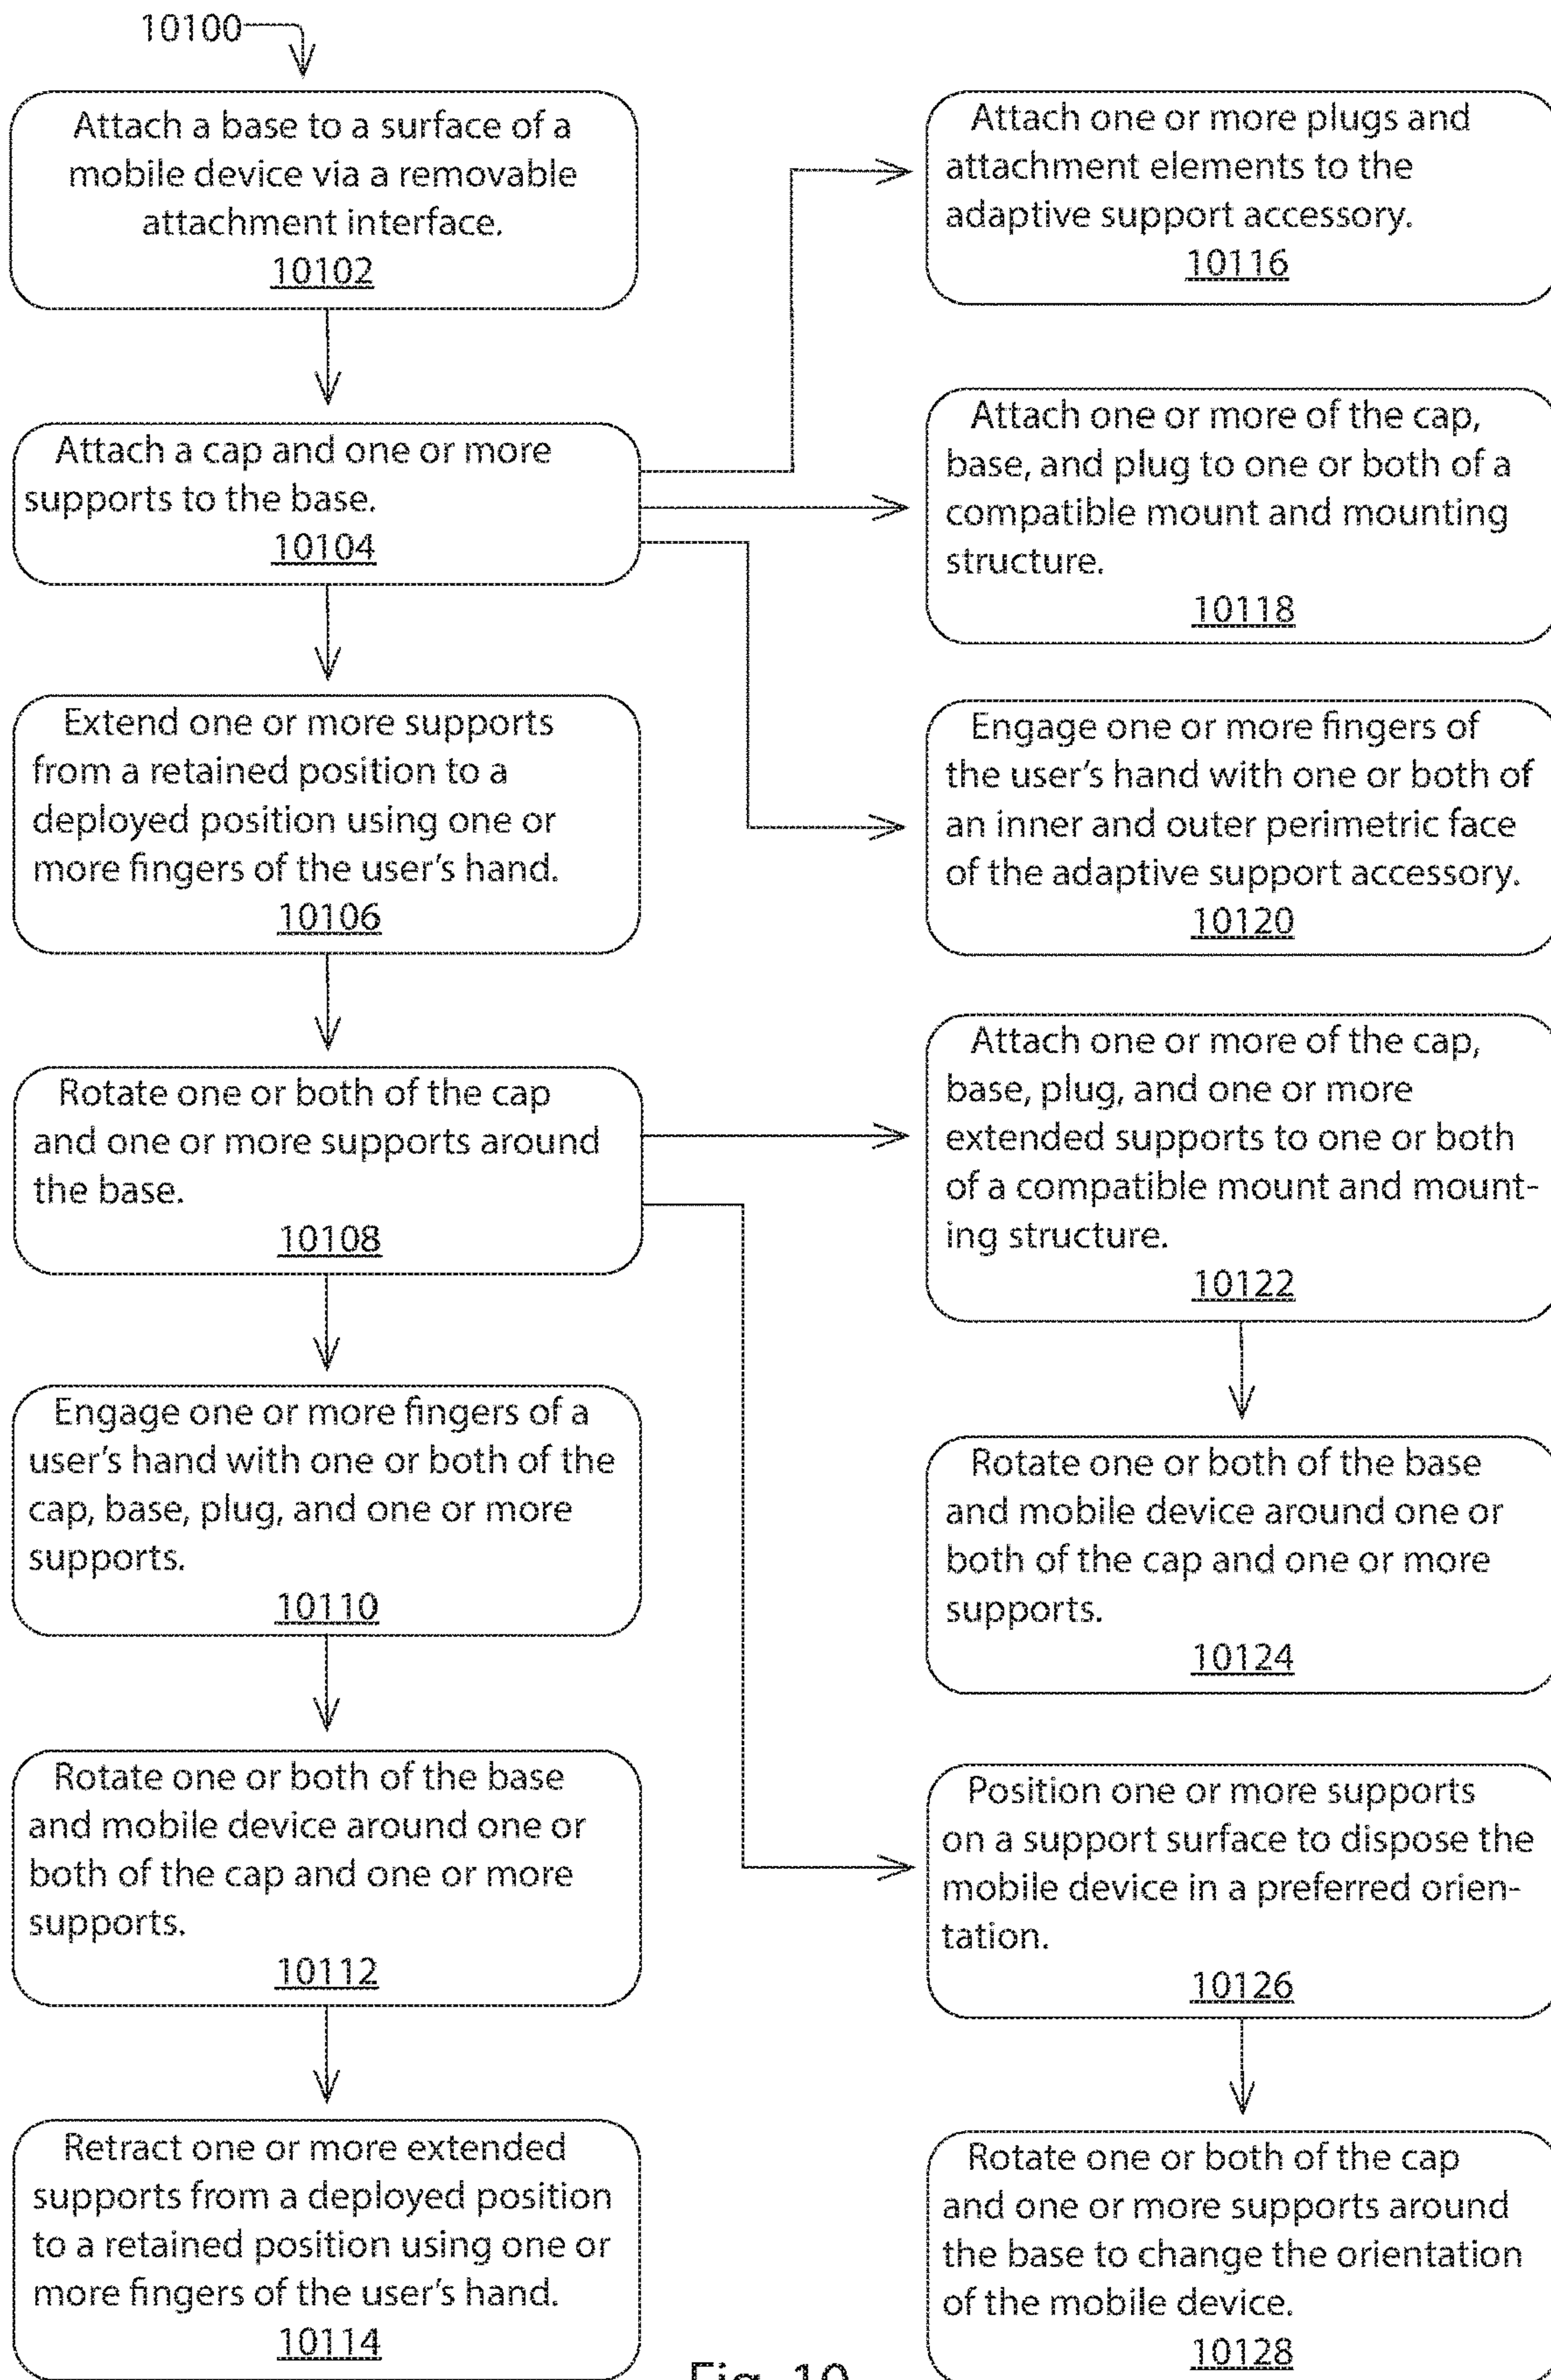 10100
Attach a base to a surface of a
mobile device via a removable
attachment interface.
10102
Attach a cap and one or more
supports to the base.
10104
Extend one or more supports
from a retained position to a
deployed position using one or
more fingers of the user's hand.
10106
Rotate one or both of the cap
and one or more supports around
the base.
10108
Engage one or more fingers of a
user's hand with one or both of the
cap, base, plug, and one or more
supports.
10110
Rotate one or both of the base
and mobile device around one or
both of the cap and one or more
supports.
10112
Retract one or more extended
supports from a deployed position
to a retained position using one or
more fingers of the user's hand.
10114
Attach one or more plugs and
attachment elements to the
adaptive support accessory.
10116
Attach one or more of the cap,
base, and plug to one or both of a
compatible mount and mounting
structure.
10118
Engage one or more fingers of
the user's hand with one or both of
an inner and outer perimetric face
of the adaptive support accessory.
10120
Attach one or more of the cap,
base, plug, and one or more
extended supports to one or both
of a compatible mount and mount-
ing structure.
10122
Rotate one or both of the base
and mobile device around one or
both of the cap and one or more
supports.
10124
Position one or more supports
on a support surface to dispose the
mobile device in a preferred orien-
tation.
10126
Rotate one or both of the cap
and one or more supports around
the base to change the orientation
of the mobile device.
10128
Fig. 10